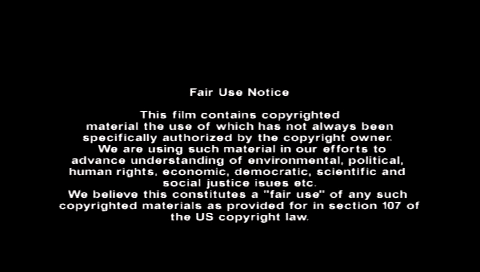 Fair Use Notice
This film contains copyrighted
material the use of which has not always been
specifically authorized by the copyright owner.
We are using such material in our efforts to
advance understanding of environmental, political,
human rights, economic, democratic, scientific and
social justice isues etc.
We believe this constitutes a "fair use" of any such
copyrighted materials as provided for in section 107 of
the US copyright law.